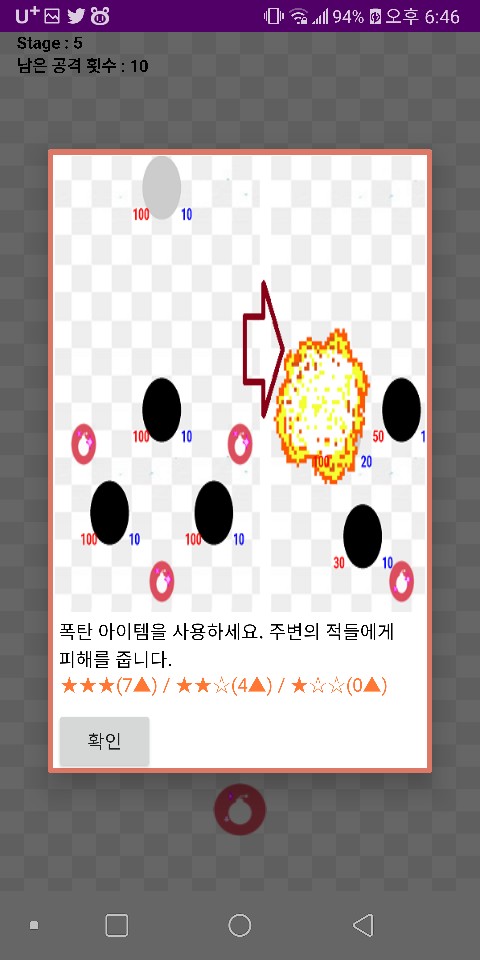 U+ 94% 오후 6:46
Stage : 5
남은 공격 횟수 : 10
100 10
100 10
50 1
100 20
100 10 100 10
30 10
폭탄 아이템을 사용하세요. 주변의 적들에게
피해를 줍니다.
★★★(7▲) / ★★☆(4▲) / ★☆☆(0▲)
확인